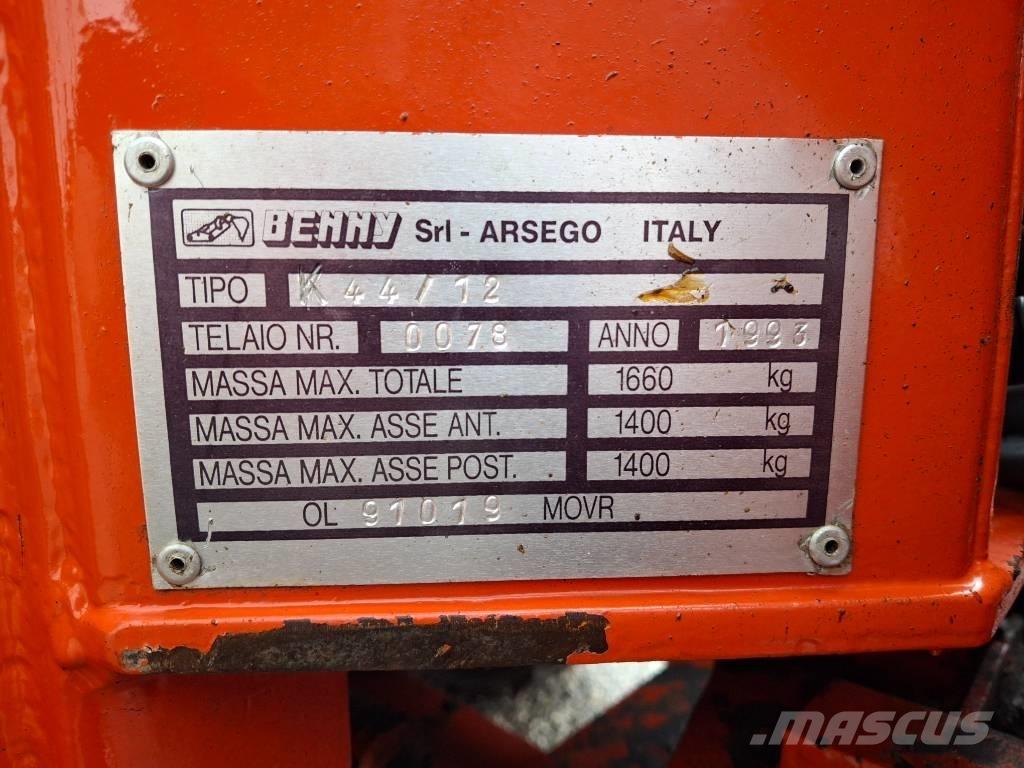 BENNY Srl - ARSEGO ITALY
TIPO K 44/12
TELAIO NR. 0078 ANNO 1993
MASSA MAX. TOTALE 1660 kg
MASSA MAX. ASSE ANT. 1400 kg
MASSA MAX. ASSE POST. 1400 kg
OL 91019 MOVR
MASCUS